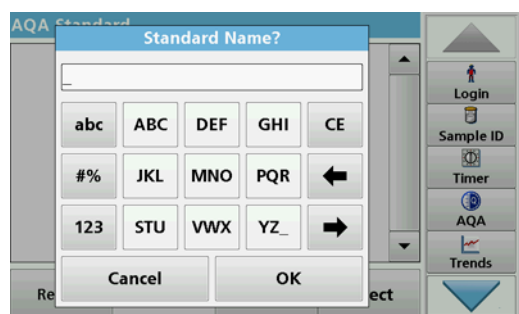 AQA Standard
Standard Name?
_
abc ABC DEF GHI CE
#% JKL MNO PQR
123 STU VWX YZ_
Cancel OK
Re
ect
Login
Sample ID
Timer
AQA
Trends